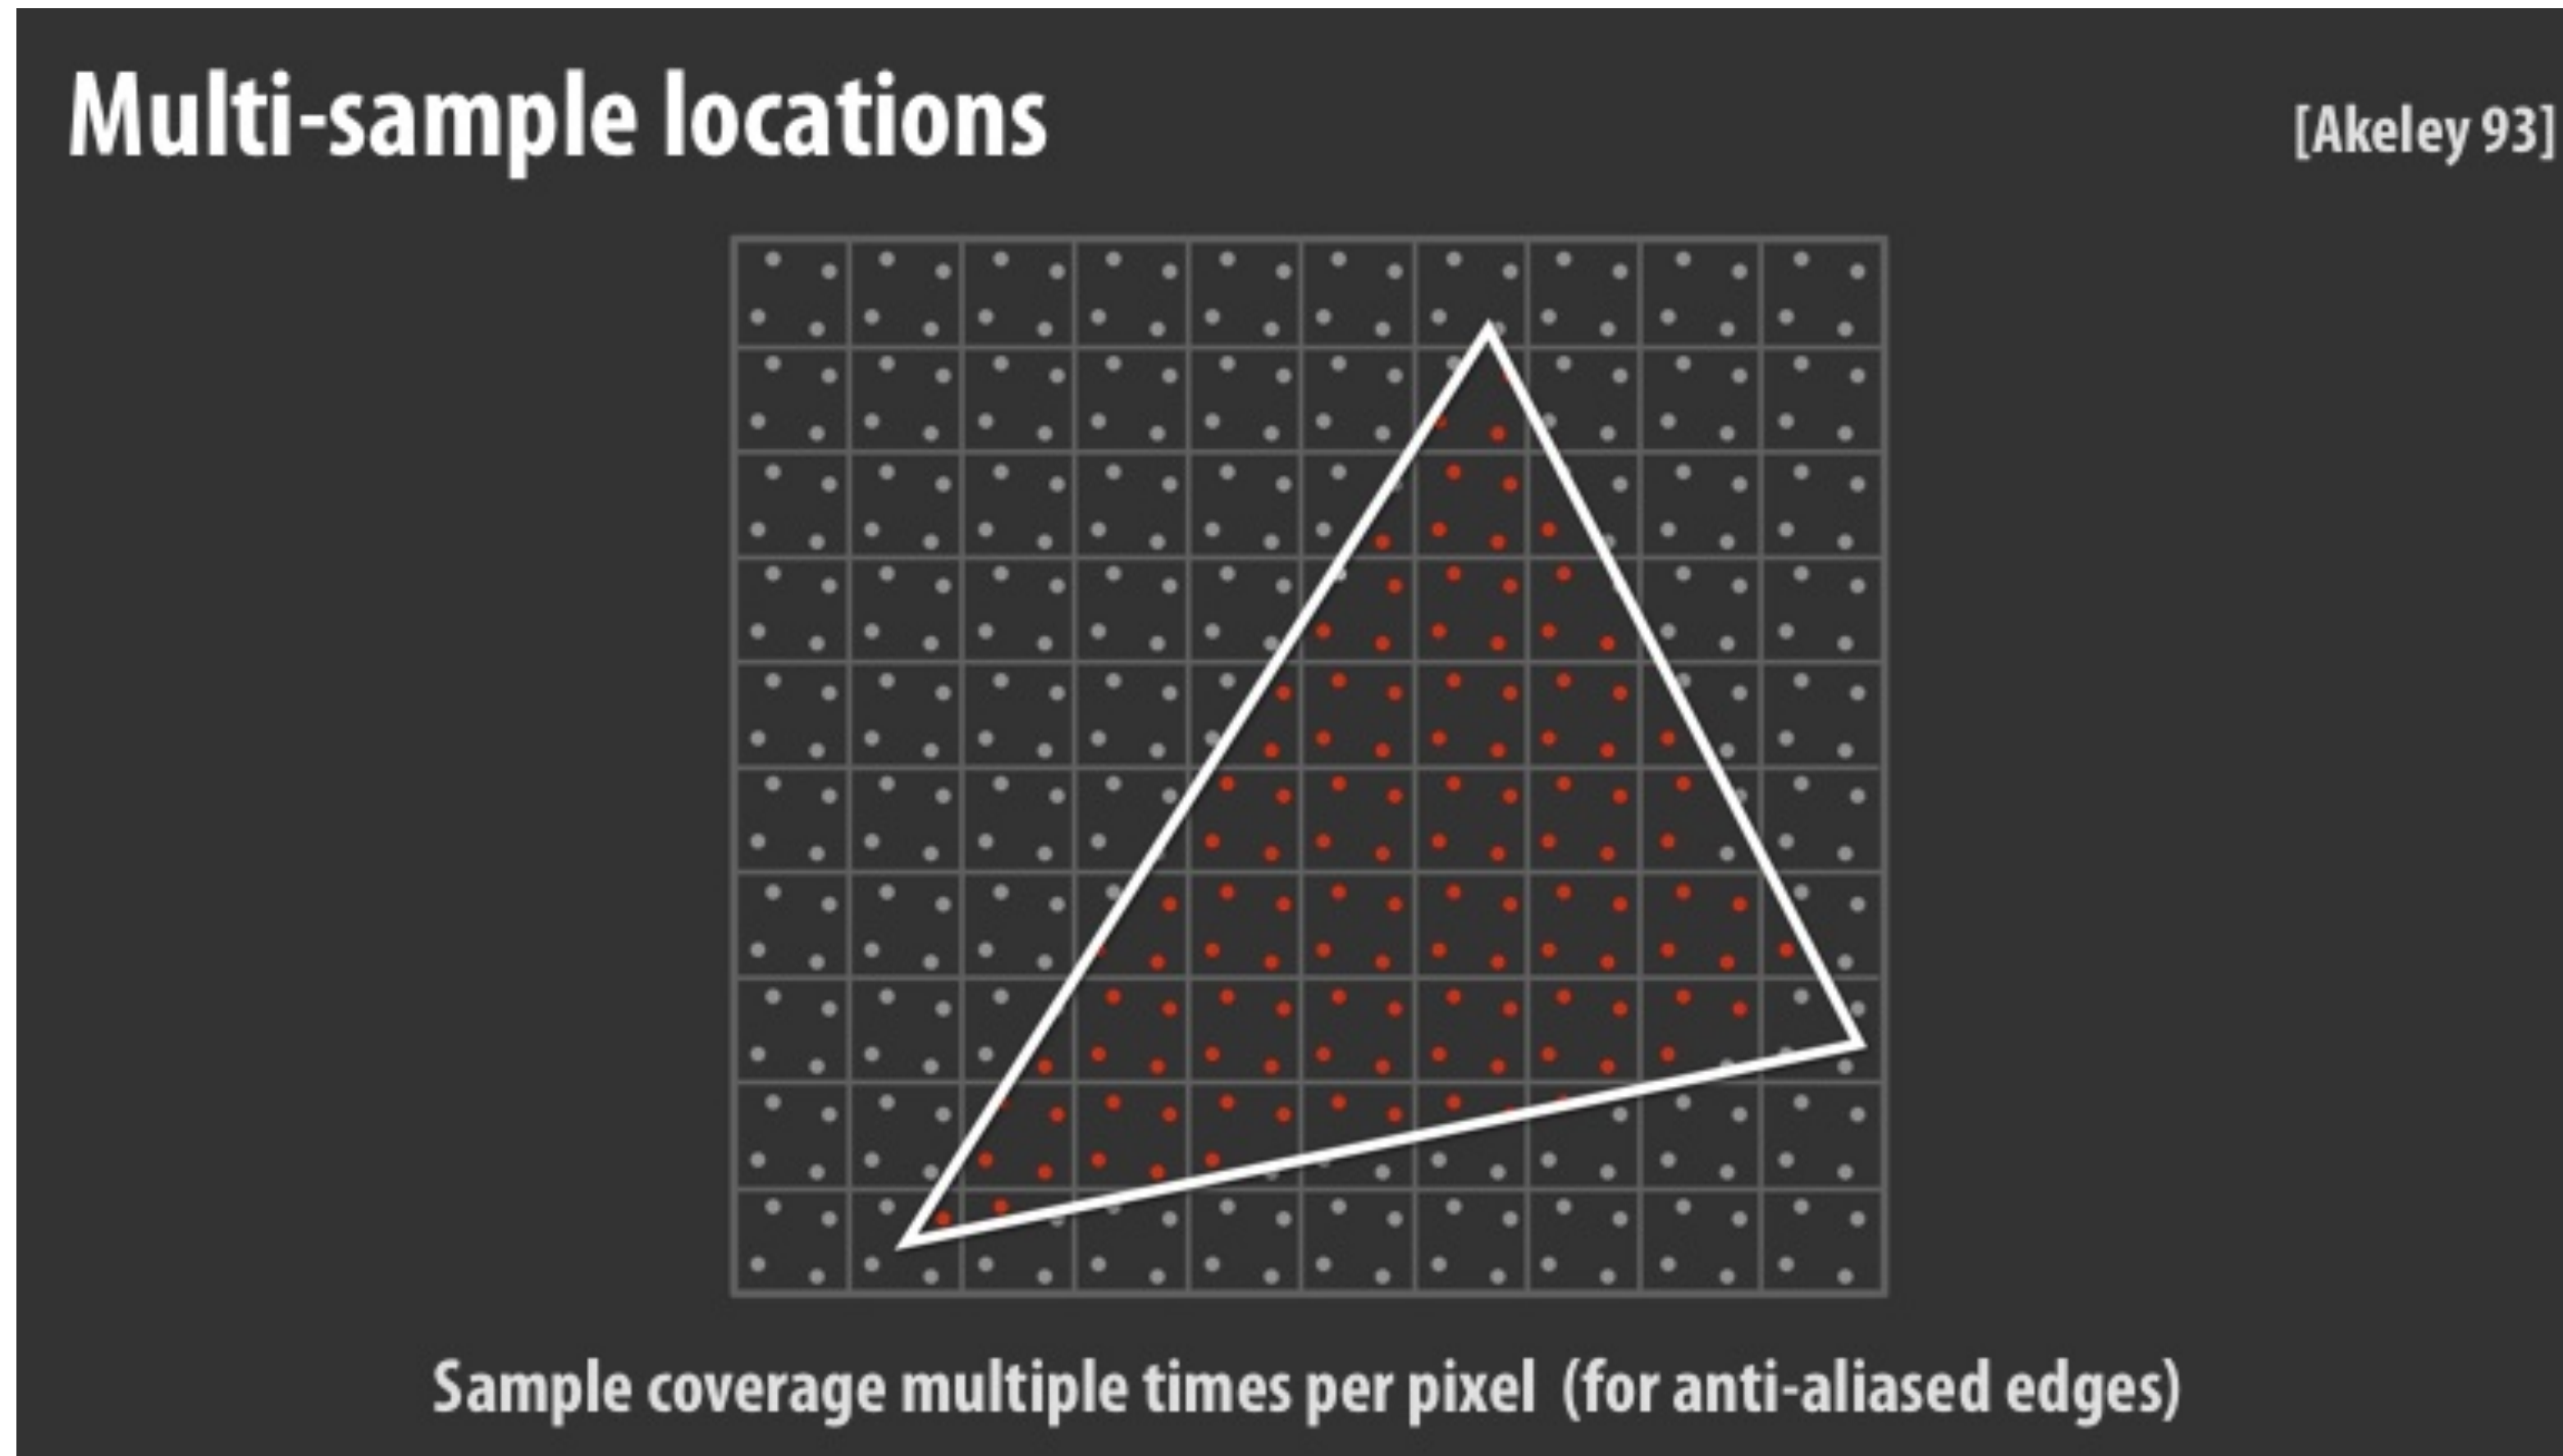 Multi-sample locations
[Akeley 93]
Sample coverage multiple times per pixel (for anti-aliased edges)